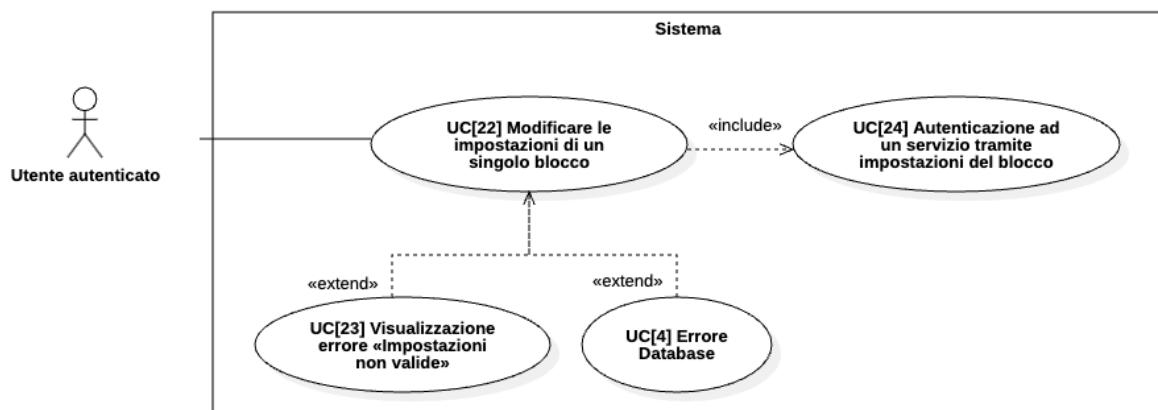 Sistema
UC[22] Modificare le
impostazioni di un
singolo blocco
«include»
UC[24] Autenticazione ad
un servizio tramite
impostazioni del blocco
Utente autenticato
«extend»
«extend»
UC[23] Visualizzazione
errore «Impostazioni
non valide»
UC[4] Errore
Database